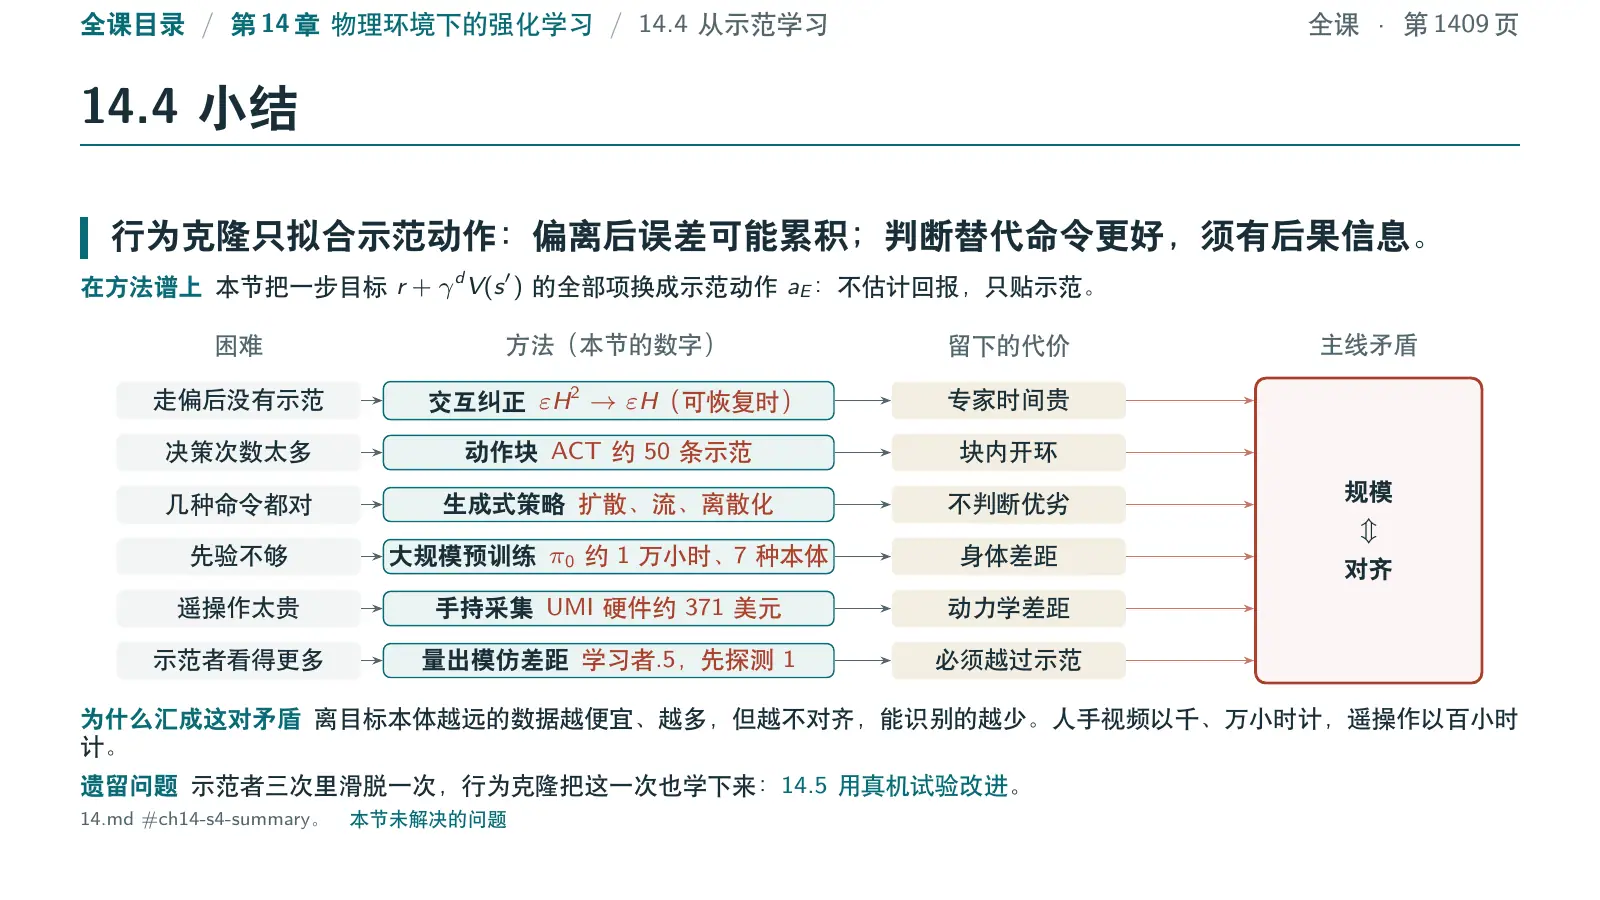 全课目录 / 第 14 章 物理环境下的强化学习 / 14.4 从示范学习
全课 · 第 1409 页
14.4 小结
行为克隆只拟合示范动作：偏离后误差可能累积；判断替代命令更好，须有后果信息。
在方法谱上 本节把一步目标 r + γ^d V(s′) 的全部项换成示范动作 a_E：不估计回报，只贴示范。
困难 方法（本节的数字） 留下的代价 主线矛盾
走偏后没有示范 交互纠正 εH² → εH（可恢复时） 专家时间贵
决策次数太多 动作块 ACT 约 50 条示范 块内开环
几种命令都对 生成式策略 扩散、流、离散化 不判断优劣
先验不够 大规模预训练 π₀ 约 1 万小时、7 种本体 身体差距
遥操作太贵 手持采集 UMI 硬件约 371 美元 动力学差距
示范者看得更多 量出模仿差距 学习者.5，先探测 1 必须越过示范
规模
⇕
对齐
为什么汇成这对矛盾 离目标本体越远的数据越便宜、越多，但越不对齐，能识别的越少。人手视频以千、万小时计，遥操作以百小时
计。
遗留问题 示范者三次里滑脱一次，行为克隆把这一次也学下来：14.5 用真机试验改进。
14.md #ch14-s4-summary。 本节未解决的问题